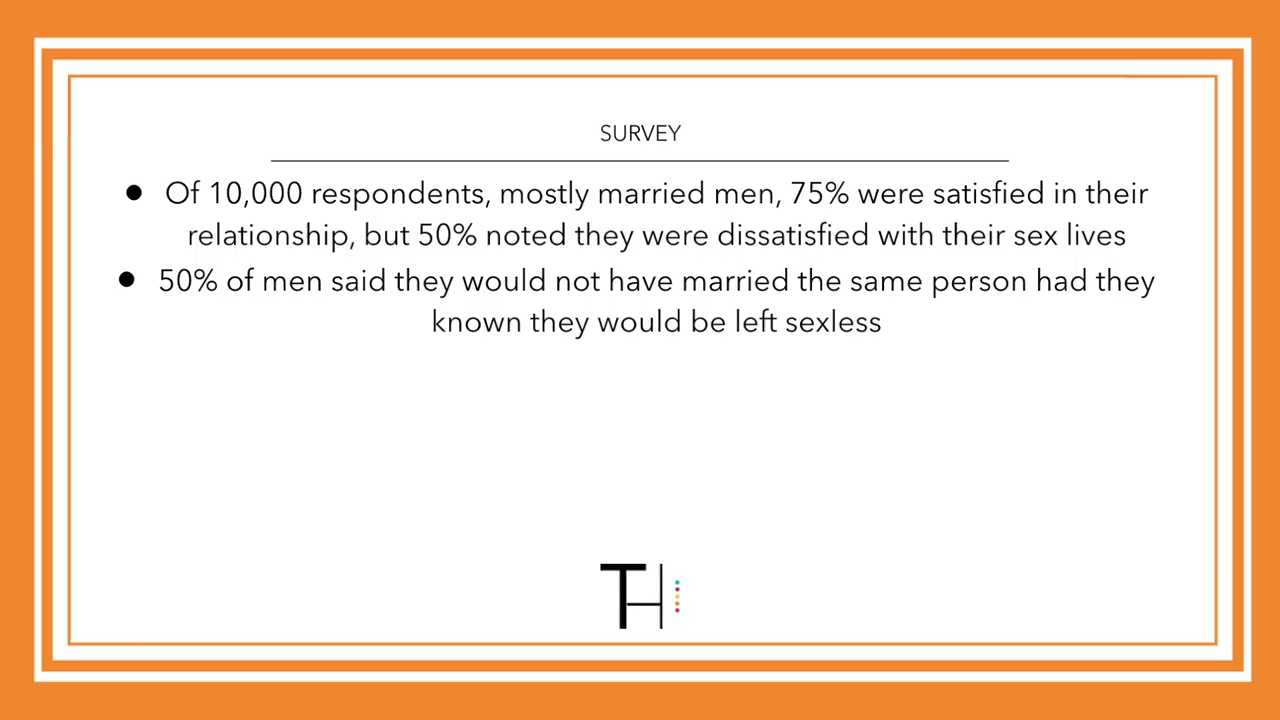 SURVEY
● Of 10,000 respondents, mostly married men, 75% were satisfied in their
relationship, but 50% noted they were dissatisfied with their sex lives
● 50% of men said they would not have married the same person had they
known they would be left sexless
TH